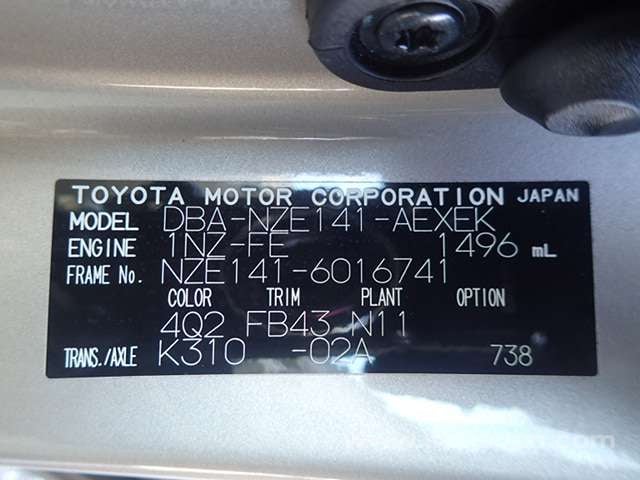 TOYOTA MOTOR CORPORATION JAPAN
MODEL DBA-NZE141-AEXEK
ENGINE 1NZ-FE 1496 mL
FRAME No. NZE141-6016741
COLOR TRIM PLANT OPTION
4Q2 FB43 N11
TRANS./AXLE K310 -02A 738